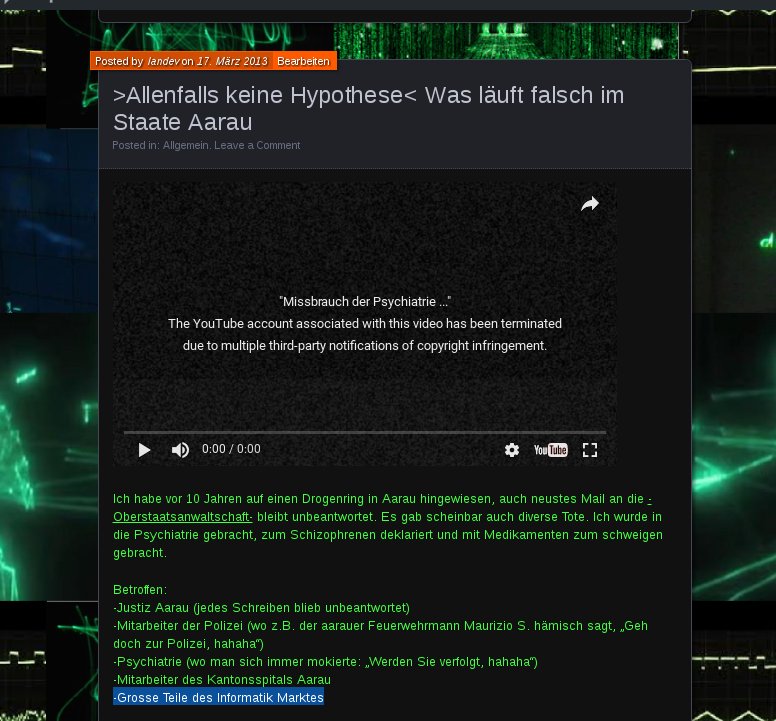 Posted by landev on 17. März 2013 Bearbeiten
>Allenfalls keine Hypothese< Was läuft falsch im
Staate Aarau
Posted in: Allgemein. Leave a Comment
"Missbrauch der Psychiatrie ..."
The YouTube account associated with this video has been terminated
due to multiple third-party notifications of copyright infringement.
0:00 / 0:00
YouTube
Ich habe vor 10 Jahren auf einen Drogenring in Aarau hingewiesen, auch neustes Mail an die -
Oberstaatsanwaltschaft- bleibt unbeantwortet. Es gab scheinbar auch diverse Tote. Ich wurde in
die Psychiatrie gebracht, zum Schizophrenen deklariert und mit Medikamenten zum schweigen
gebracht.
Betroffen:
-Justiz Aarau (jedes Schreiben blieb unbeantwortet)
-Mitarbeiter der Polizei (wo z.B. der aarauer Feuerwehrmann Maurizio S. hämisch sagt, „Geh
doch zur Polizei, hahaha“)
-Psychiatrie (wo man sich immer mokierte: „Werden Sie verfolgt, hahaha“)
-Mitarbeiter des Kantonsspitals Aarau
-Grosse Teile des Informatik Marktes